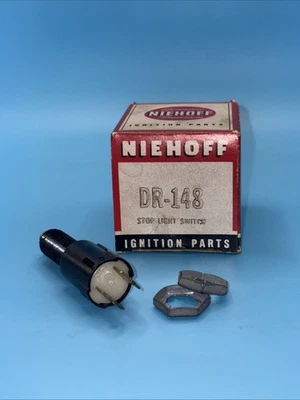 NIEHOFF
IGNITION PARTS
NIEHOFF
DR-148
STOP LIGHT SWITCH
IGNITION PARTS